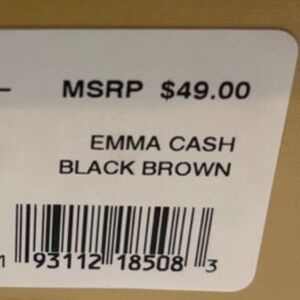 MSRP $49.00
EMMA CASH
BLACK BROWN
1 93112 18508 3